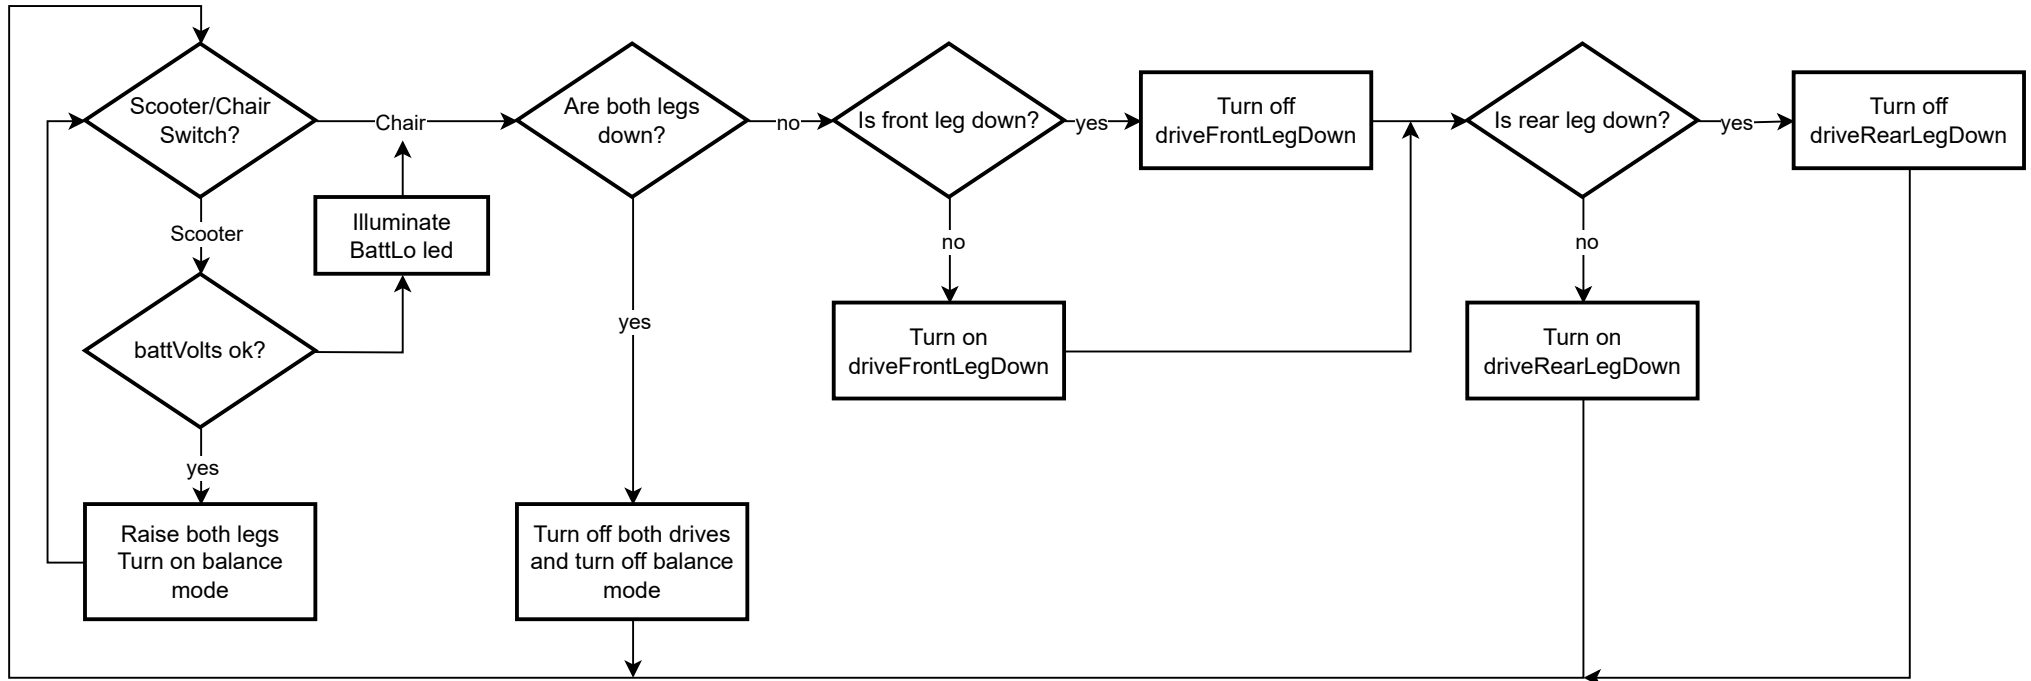 Scooter/Chair
Switch?
Chair
Are both legs
down?
no
Is front leg down?
yes
Turn off
driveFrontLegDown
Is rear leg down?
yes
Turn off
driveRearLegDown
Scooter
Illuminate
BattLo led
no
no
yes
battVolts ok?
Turn on
driveFrontLegDown
Turn on
driveRearLegDown
yes
Raise both legs
Turn on balance
mode
Turn off both drives
and turn off balance
mode